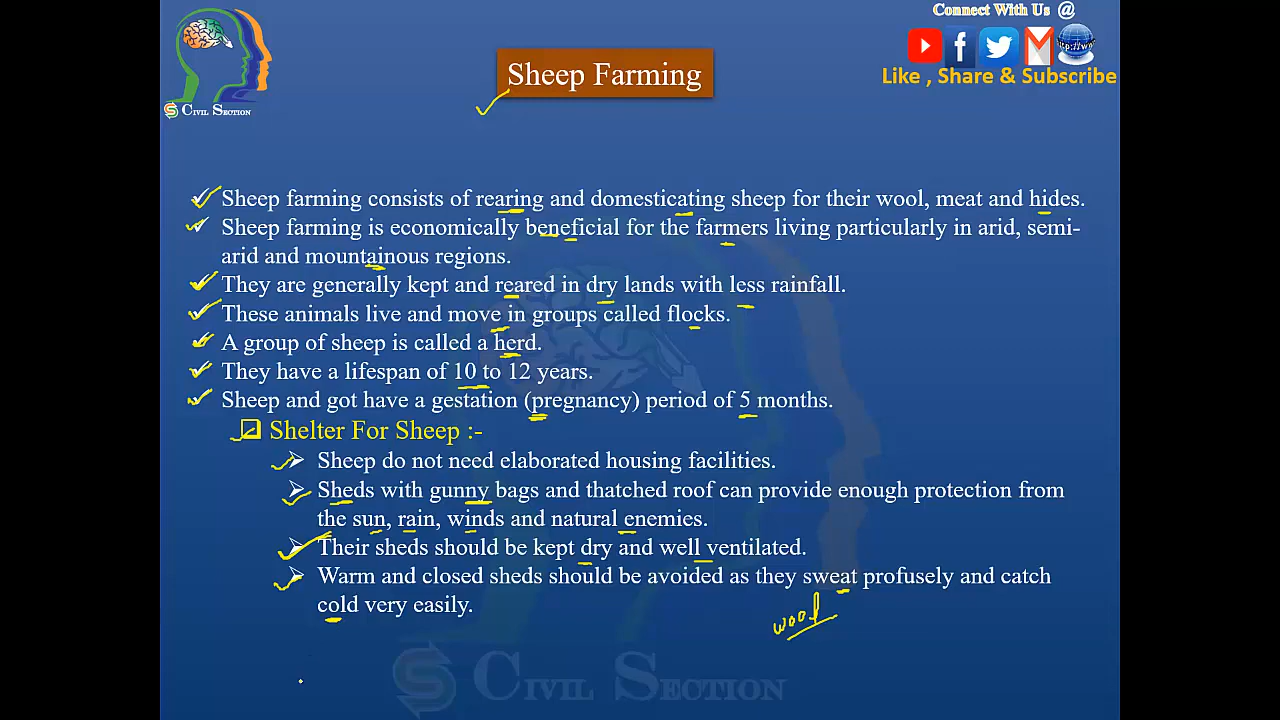 Connect With Us @
http://www
Like , Share & Subscribe
CIVIL SECTION
Sheep Farming
Sheep farming consists of rearing and domesticating sheep for their wool, meat and hides.
Sheep farming is economically beneficial for the farmers living particularly in arid, semi-
arid and mountainous regions.
They are generally kept and reared in dry lands with less rainfall.
These animals live and move in groups called flocks.
A group of sheep is called a herd.
They have a lifespan of 10 to 12 years.
Sheep and got have a gestation (pregnancy) period of 5 months.
Shelter For Sheep :-
Sheep do not need elaborated housing facilities.
Sheds with gunny bags and thatched roof can provide enough protection from
the sun, rain, winds and natural enemies.
Their sheds should be kept dry and well ventilated.
Warm and closed sheds should be avoided as they sweat profusely and catch
cold very easily.
wool
CIVIL SECTION